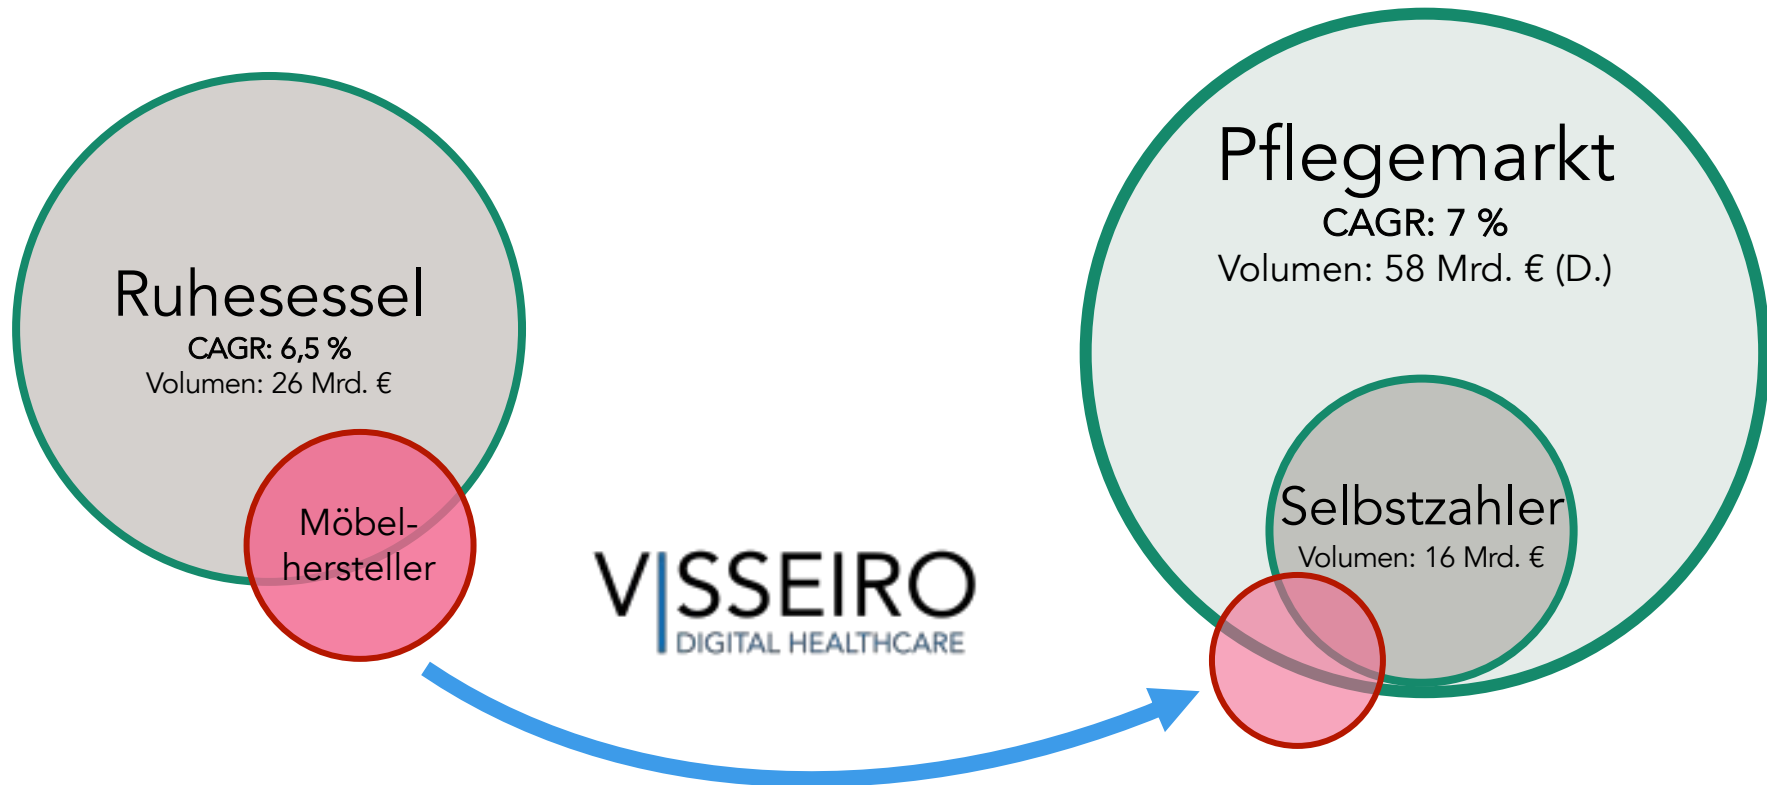 Ruhesessel
CAGR: 6,5 %
Volumen: 26 Mrd. €
Möbel-
hersteller
V|SSEIRO
DIGITAL HEALTHCARE
Pflegemarkt
CAGR: 7 %
Volumen: 58 Mrd. € (D.)
Selbstzahler
Volumen: 16 Mrd. €